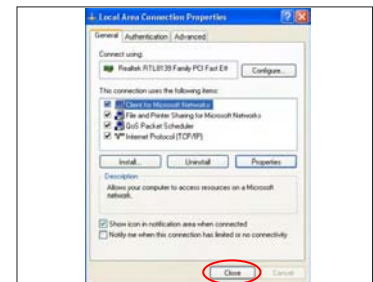 Local Area Connection Properties
General Authentication Advanced
Connect using:
Realtek RTL8139 Family PCI Fast Eth
Configure...
This connection uses the following items:
Client for Microsoft Networks
File and Printer Sharing for Microsoft Networks
QoS Packet Scheduler
Internet Protocol (TCP/IP)
Install... Uninstall Properties
Description
Allows your computer to access resources on a Microsoft
network.
Show icon in notification area when connected
Notify me when this connection has limited or no connectivity
Close Cancel